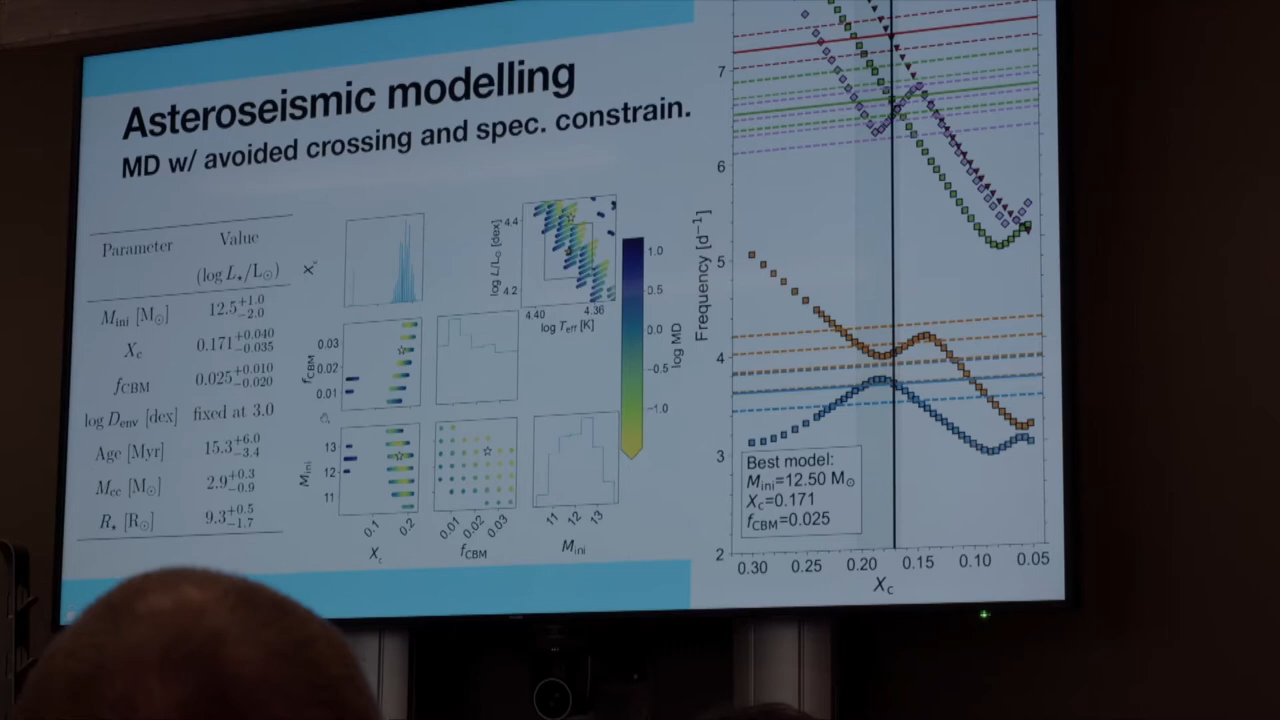 Asteroseismic modelling
MD w/ avoided crossing and spec. constrain.
Parameter Value
(log L⋆/L⊙)
M_ini [M⊙] 12.5 +1.0 −2.0
X_c 0.171 +0.040 −0.035
f_CBM 0.025 +0.010 −0.020
log D_env [dex] fixed at 3.0
Age [Myr] 15.3 +6.0 −3.4
M_cc [M⊙] 2.9 +0.3 −0.9
R⋆ [R⊙] 9.3 +0.5 −1.7
X_c
f_CBM
0.03
0.02
0.01
M_ini
13
12
11
0.1 0.2
X_c
0.01 0.02 0.03
f_CBM
11 12 13
M_ini
log L/L⊙ [dex]
4.4
4.2
4.40 4.36
log T_eff [K]
1.0
0.5
0.0
−0.5
−1.0
log MD
Frequency [d⁻¹]
7
6
5
4
3
2
Best model:
M_ini=12.50 M⊙
X_c=0.171
f_CBM=0.025
0.30 0.25 0.20 0.15 0.10 0.05
X_c